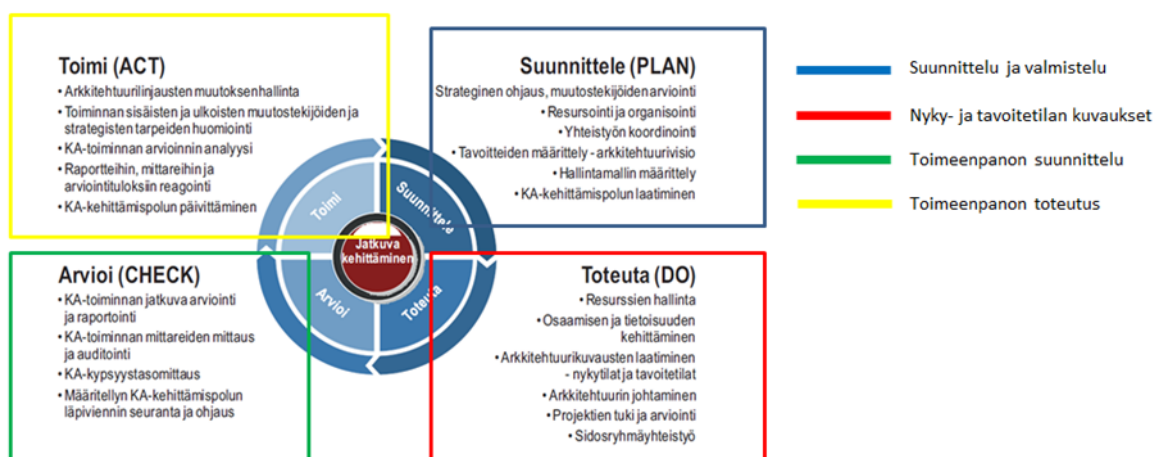 Toimi (ACT)
• Arkkitehtuurilinjausten muutoksenhallinta
• Toiminnan sisäisten ja ulkoisten muutostekijöiden ja
strategisten tarpeiden huomiointi
• KA-toiminnan arvioinnin analyysi
• Raportteihin, mittareihin ja
arviointituloksiin reagointi
• KA-kehittämispolun päivittäminen
Suunnittele (PLAN)
Strateginen ohjaus, muutostekijöiden arviointi
• Resursointi ja organisointi
• Yhteistyön koordinointi
• Tavoitteiden määrittely - arkkitehtuurivisio
• Hallintamallin määrittely
• KA-kehittämispolun laatiminen
Toimi
Suunnittele
Jatkuva
kehittäminen
Arvioi
Toteuta
Arvioi (CHECK)
• KA-toiminnan jatkuva arviointi
ja raportointi
• KA-toiminnan mittareiden mittaus
ja auditointi
• KA-kypsyystasomittaus
• Määritellyn KA-kehittämispolun
läpiviennin seuranta ja ohjaus
Toteuta (DO)
• Resurssien hallinta
• Osaamisen ja tietoisuuden
kehittäminen
• Arkkitehtuurikuvausten laatiminen
- nykytilat ja tavoitetilat
• Arkkitehtuurin johtaminen
• Projektien tuki ja arviointi
• Sidosryhmäyhteistyö
Suunnittelu ja valmistelu
Nyky- ja tavoitetilan kuvaukset
Toimeenpanon suunnittelu
Toimeenpanon toteutus